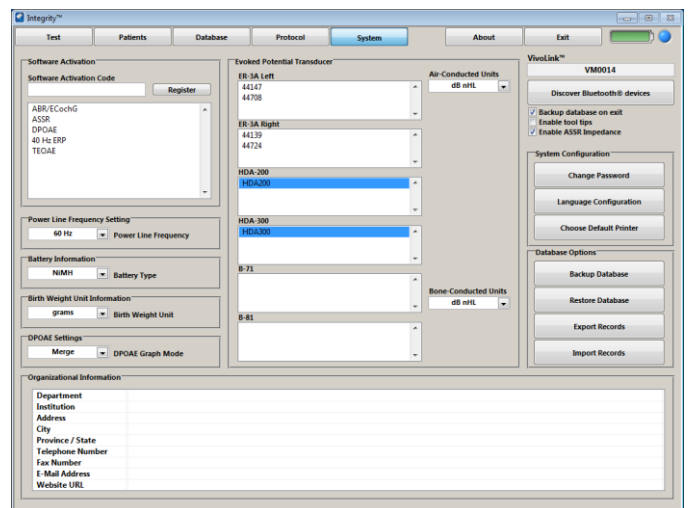 Integrity™
Test Patients Database Protocol System About Exit
Software Activation
Software Activation Code
Register
ABR/ECochG
ASSR
DPOAE
40 Hz ERP
TEOAE
Power Line Frequency Setting
60 Hz Power Line Frequency
Battery Information
NiMH Battery Type
Birth Weight Unit Information
grams Birth Weight Unit
DPOAE Settings
Merge DPOAE Graph Mode
Evoked Potential Transducer
ER-3A Left
44147
44708
ER-3A Right
44139
44724
HDA-200
HDA200
HDA-300
HDA300
B-71
B-81
Air-Conducted Units
dB nHL
Bone-Conducted Units
dB nHL
VivoLink™
VM0014
Discover Bluetooth® devices
Backup database on exit
Enable tool tips
Enable ASSR Impedance
System Configuration
Change Password
Language Configuration
Choose Default Printer
Database Options
Backup Database
Restore Database
Export Records
Import Records
Organizational Information
Department
Institution
Address
City
Province / State
Telephone Number
Fax Number
E-Mail Address
Website URL